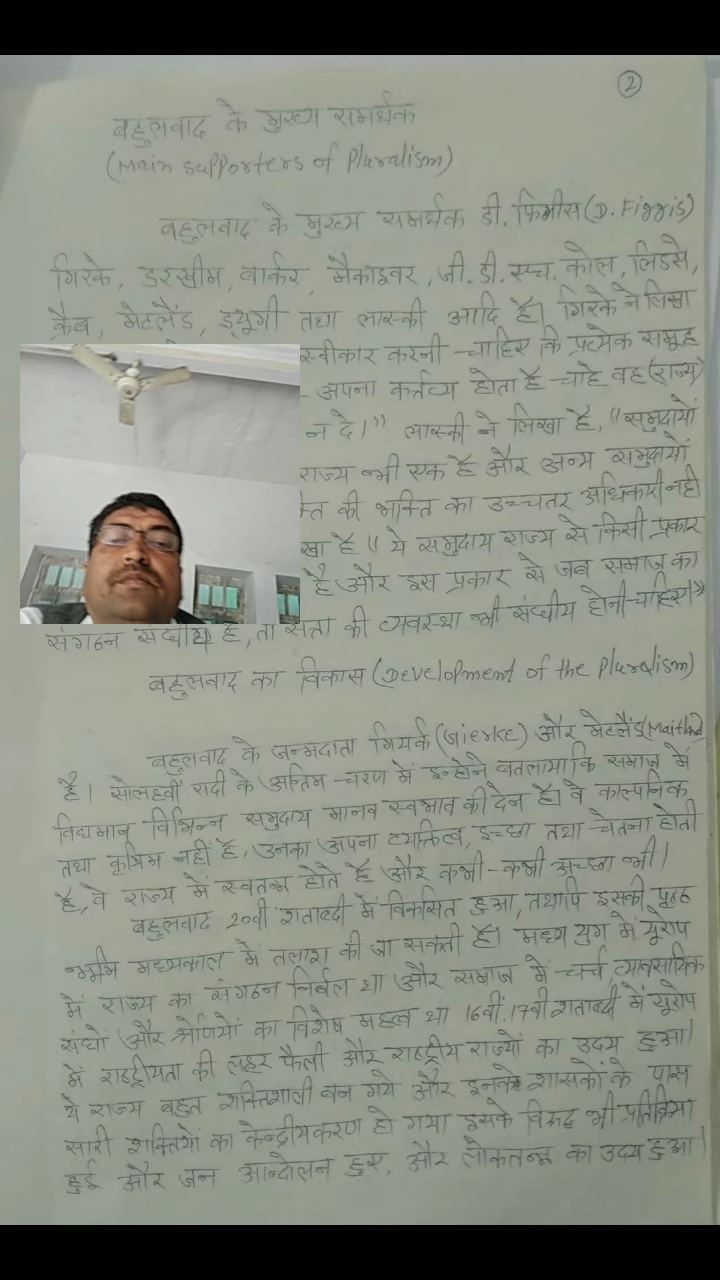 2
बहुलवाद के मुख्य समर्थक
(Main supporters of Pluralism)
बहुलवाद के मुख्य समर्थक डी. फिगीस (D. Figgis)
गिरके, डरखीम, बार्कर, मैकाइवर, जी. डी. एच. कोल, लिंडसे,
क्रैब, मेटलैंड, ड्यूगी तथा लास्की आदि है। गिरके ने लिखा
स्वीकार करनी चाहिए कि प्रत्येक समूह
अपना कर्तव्य होता है चाहे वह (राज्य)
न दे।" लास्की ने लिखा है, "समुदायों
राज्य भी एक है और अन्य समुदायों
की भक्ति का उच्चतर अधिकारी नही
है" ये समुदाय राज्य से किसी प्रकार
है और इस प्रकार से जब समाज का
संगठन है, तो सत्ता की व्यवस्था भी संघीय होनी चाहिए।"
बहुलवाद का विकास (Development of the Pluralism)
बहुलवाद के जन्मदाता गियर्क (Gierke) और मेटलैंड (Maitland)
है। सोलहवीं सदी के अन्तिम चरण में इन्होने बतलाया कि समाज में
विद्यमान विभिन्न समुदाय मानव स्वभाव की देन है। वे काल्पनिक
तथा कृत्रिम नहीं है, उनका अपना व्यक्तित्व, इच्छा तथा चेतना होती
है, वे राज्य में स्वतन्त्र होते है और कभी-कभी अच्छा भी।
बहुलवाद 20वी शताब्दी में विकसित हुआ, तथापि इसकी पृष्ठ
भूमि मध्यकाल में तलाश की जा सकती है। मध्य युग में यूरोप
में राज्य का संगठन निर्बल था और समाज में चर्च व्यावसायिक
संघों और श्रेणियों का विशेष महत्व था 16वीं, 17वी शताब्दी में यूरोप
में राष्ट्रीयता की लहर फैली और राष्ट्रीय राज्यों का उदय हुआ।
ये राज्य बहुत शक्तिशाली बन गये और इनके शासकों के पास
सारी शक्तियों का केन्द्रीयकरण हो गया इसके विरुद्ध भी प्रतिक्रिया
हुई और जन आन्दोलन हुए, और लोकतन्त्र का उदय हुआ।